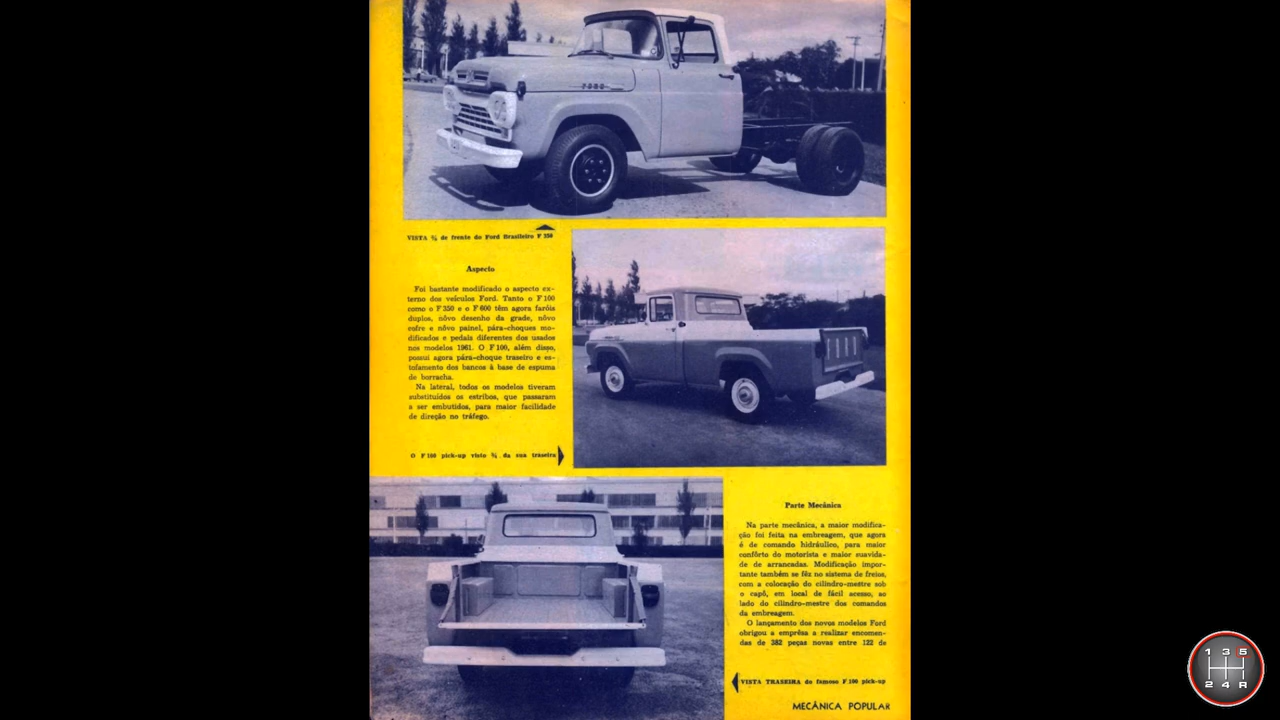 FORD
VISTA ¾ de frente do Ford Brasileiro F 350
Aspecto
Foi bastante modificado o aspecto ex-
terno dos veículos Ford. Tanto o F 100
como o F 350 e o F 600 têm agora faróis
duplos, nôvo desenho da grade, nôvo
cofre e nôvo painel, pára-choques mo-
dificados e pedais diferentes dos usados
nos modelos 1961. O F 100, além disso,
possui agora pára-choque traseiro e es-
tofamento dos bancos à base de espuma
de borracha.
Na lateral, todos os modelos tiveram
substituídos os estribos, que passaram
a ser embutidos, para maior facilidade
de direção no tráfego.
O F 100 pick-up visto ¾ da sua traseira
Parte Mecânica
Na parte mecânica, a maior modifica-
ção foi feita na embreagem, que agora
é de comando hidráulico, para maior
confôrto do motorista e maior suavida-
de de arrancadas. Modificação impor-
tante também se fêz no sistema de freios,
com a colocação do cilindro-mestre sob
o capô, em local de fácil acesso, ao
lado do cilindro-mestre dos comandos
da embreagem.
O lançamento dos novos modelos Ford
obrigou a emprêsa a realizar encomen-
das de 382 peças novas entre 122 de
VISTA TRASEIRA do famoso F 100 pick-up
MECÂNICA POPULAR
1 3 5
2 4 R